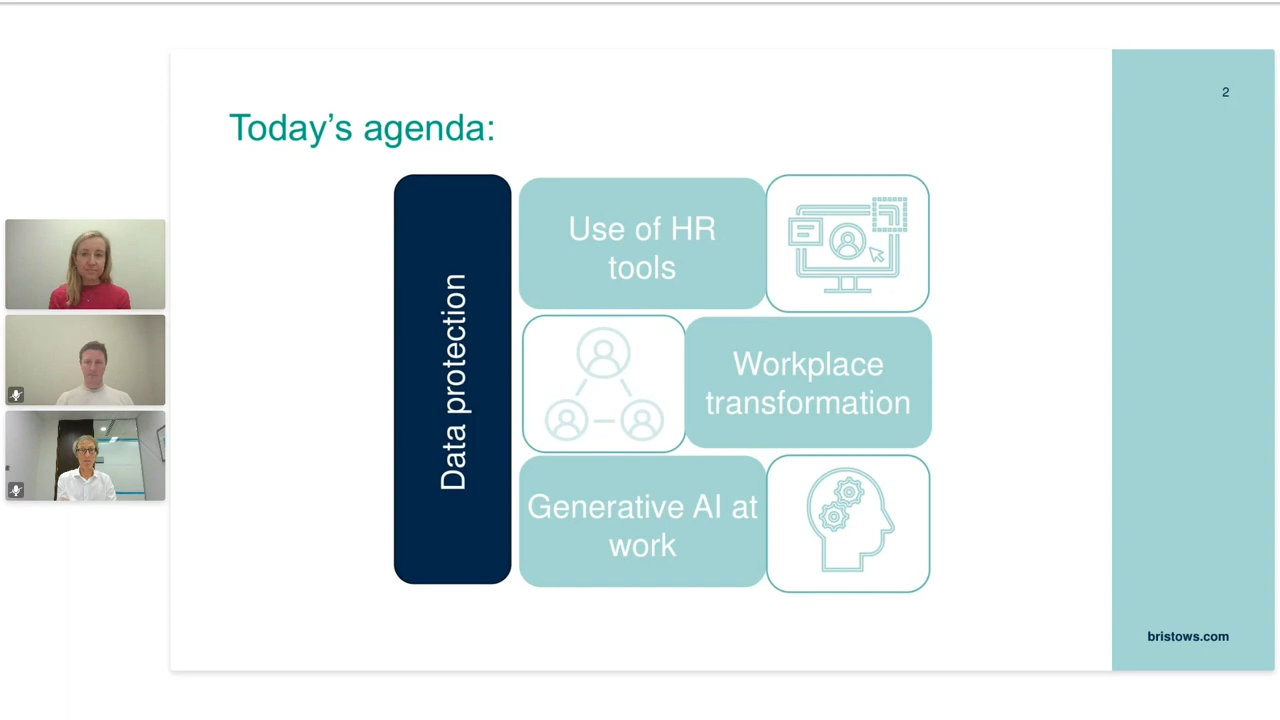 2
Today’s agenda:
Data protection
Use of HR
tools
Workplace
transformation
Generative AI at
work
bristows.com